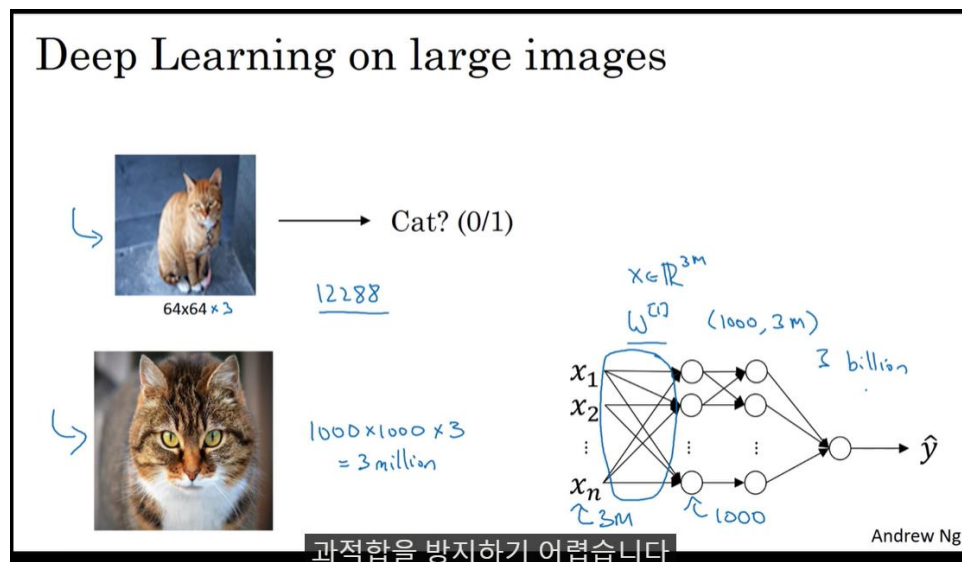 Deep Learning on large images
64x64 x 3
Cat? (0/1)
12288
1000x1000 x 3
= 3 million
x ∈ ℝ^3M
W^[1] (1000, 3M)
3 billion
x₁
x₂
⋮ ⋮ ⋮
xₙ
ŷ
3M
1000
Andrew Ng
과적합을 방지하기 어렵습니다